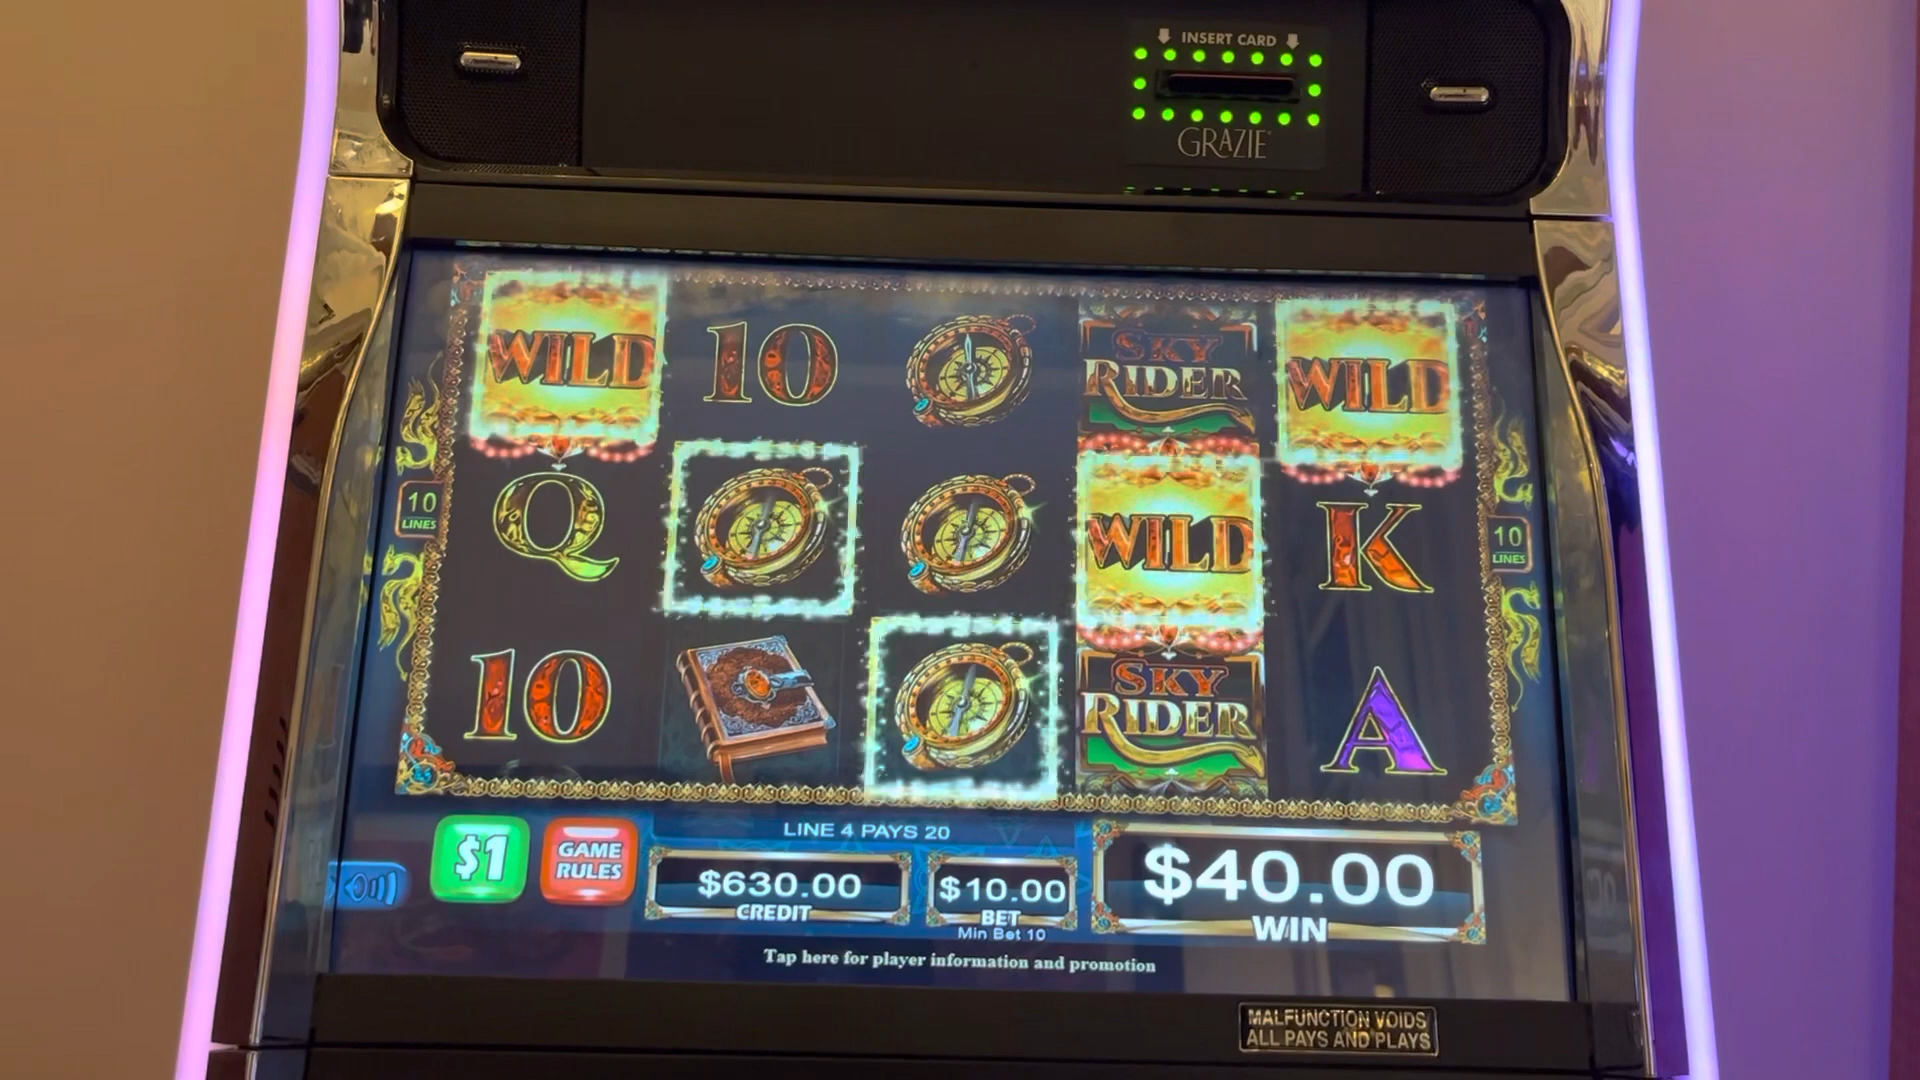 INSERT CARD
GRAZIE
WILD
10
SKY
RIDER
WILD
10
LINES
Q
WILD
K
10
LINES
10
SKY
RIDER
A
$1
GAME
RULES
LINE 4 PAYS 20
$630.00
CREDIT
$10.00
BET
Min Bet 10
$40.00
WIN
Tap here for player information and promotion
MALFUNCTION VOIDS
ALL PAYS AND PLAYS